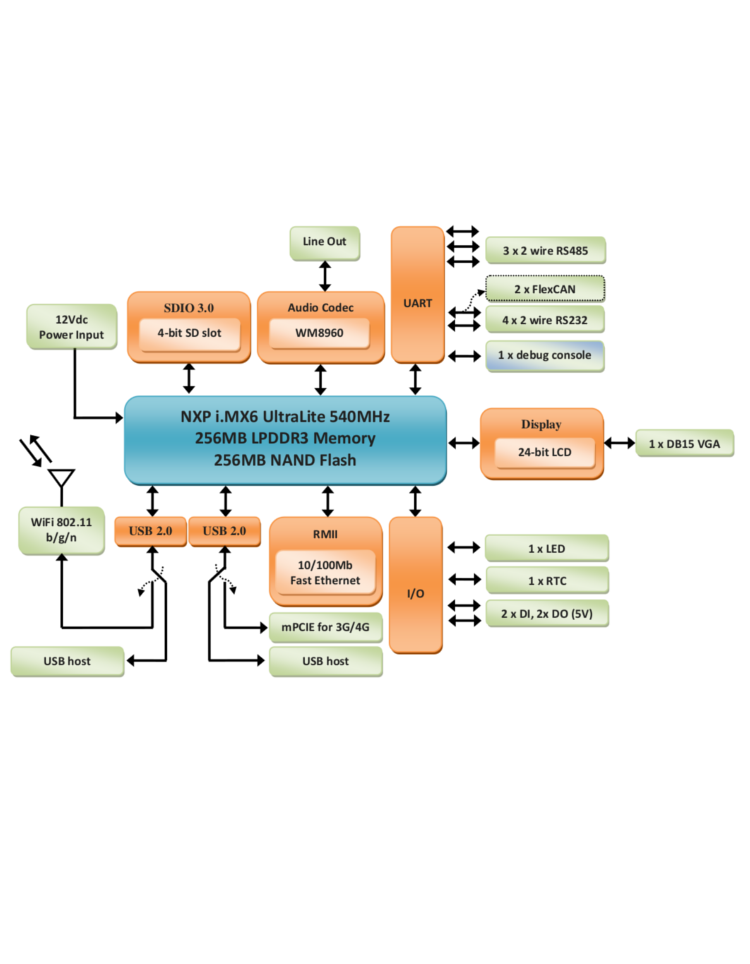 Line Out
3 x 2 wire RS485
2 x FlexCAN
UART
SDIO 3.0
4-bit SD slot
Audio Codec
WM8960
4 x 2 wire RS232
1 x debug console
12Vdc
Power Input
NXP i.MX6 UltraLite 540MHz
256MB LPDDR3 Memory
256MB NAND Flash
Display
24-bit LCD
1 x DB15 VGA
WiFi 802.11
b/g/n
USB 2.0
USB 2.0
RMII
10/100Mb
Fast Ethernet
I/O
1 x LED
1 x RTC
2 x DI, 2x DO (5V)
mPCIE for 3G/4G
USB host
USB host